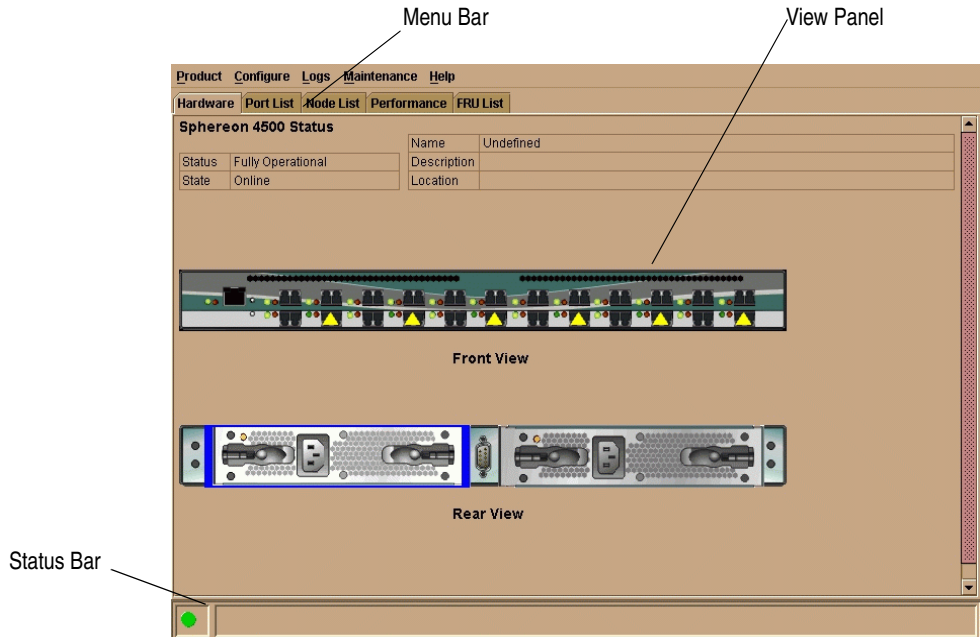 Menu Bar
View Panel
Product Configure Logs Maintenance Help
Hardware Port List Node List Performance FRU List
Sphereon 4500 Status
Name Undefined
Status Fully Operational Description
State Online Location
Front View
Rear View
Status Bar